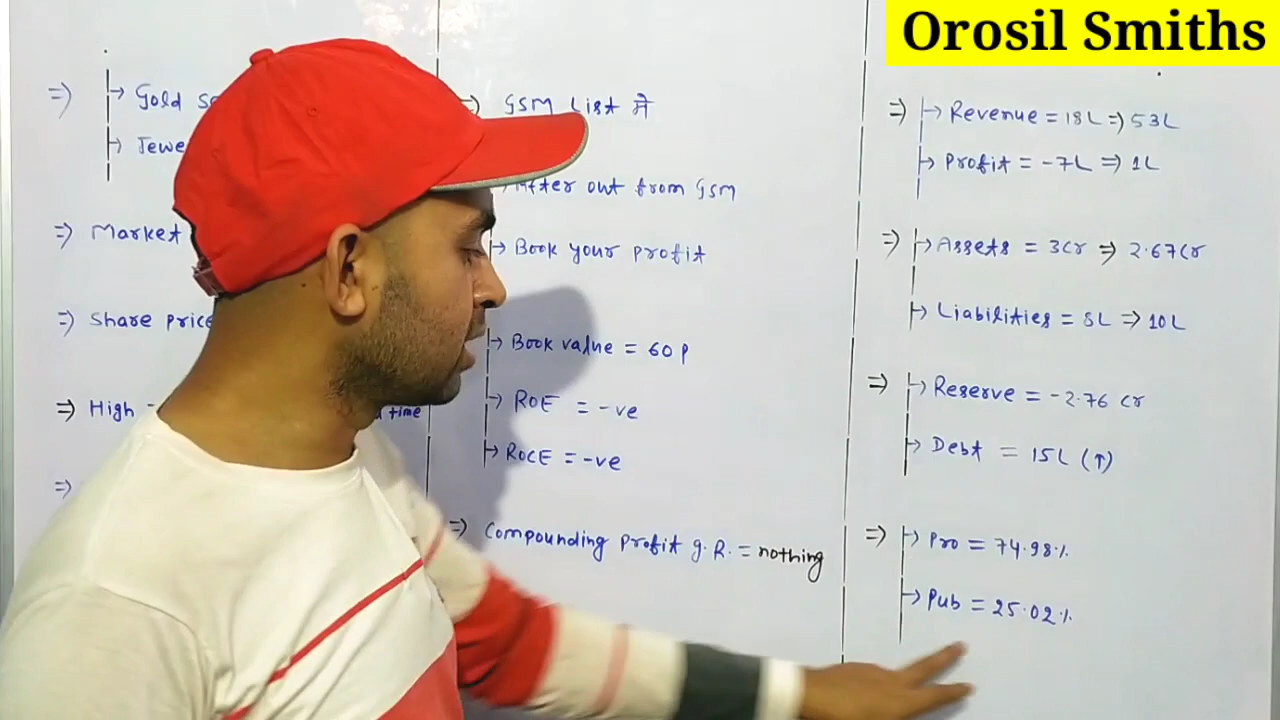 Orosil Smiths
=> Gold
=> Market
=> Share price
=> High
time
=>
=> GSM List में
After out from GSM
Book your profit
Book value = 60 P
ROE = -ve
ROCE = -ve
=> Compounding profit g.R. = nothing
=> Revenue = 18L => 53L
Profit = -7L => 1L
=> Assets = 3Cr => 2.67Cr
Liabilities = 5L => 10L
=> Reserve = -2.76 cr
Debt = 15L (↑)
=> Pro = 74.98%
Pub = 25.02%